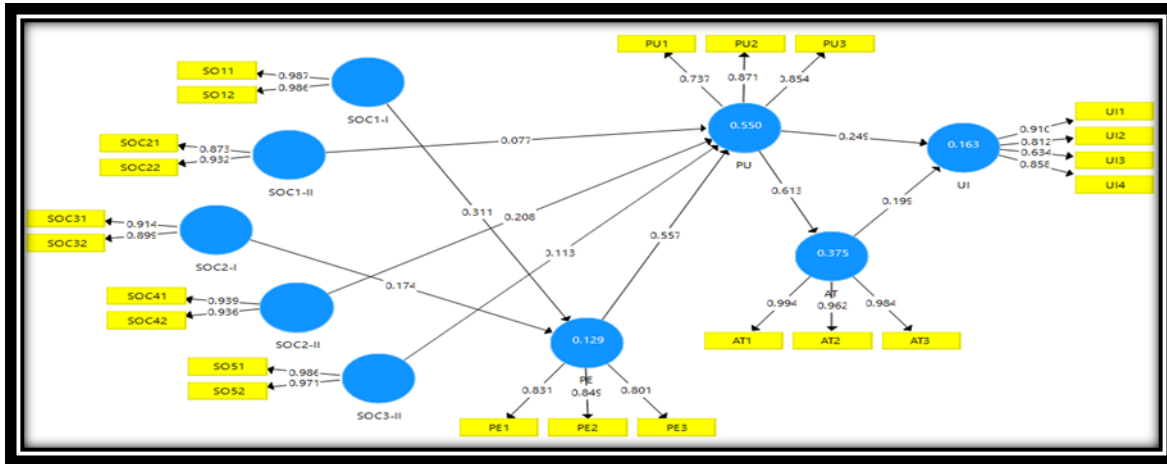 PU1 PU2 PU3
0.737 0.871 0.854
SO11 0.987
SO12 0.986
SOC1-I
SOC21 0.873
SOC22 0.932
SOC1-II
SOC31 0.914
SOC32 0.899
SOC2-I
SOC41 0.939
SOC42 0.936
SOC2-II
SO51 0.986
SO52 0.971
SOC3-II
0.077
0.311
0.208
0.113
0.174
0.557
0.550
PU
0.249
0.613
0.199
0.163
UI
0.910 UI1
0.812 UI2
0.634 UI3
0.858 UI4
0.375
AT
0.994 0.962 0.984
AT1 AT2 AT3
0.129
PE
0.831 0.849 0.801
PE1 PE2 PE3